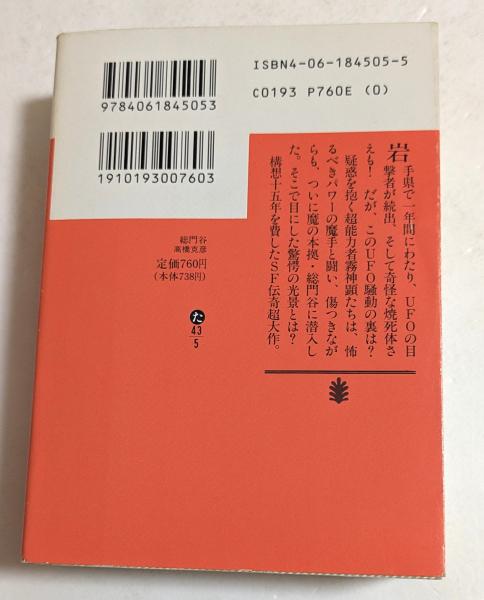 ISBN4-06-184505-5
C0193 P760E (0)
9784061845053
1910193007603
岩手県で一年間にわたり、UFOの目
撃者が続出、そして奇怪な焼死体さ
えも! だが、このUFO騒動の裏は?
疑惑を抱く超能力者霧神顕たちは、怖
るべきパワーの魔手と闘い、傷つきなが
らも、ついに魔の本拠・総門谷に潜入し
た。そこで目にした驚愕の光景とは?
構想十五年を費したSF伝奇超大作。
総門谷
高橋克彦
定価760円
(本体738円)
た
43
5